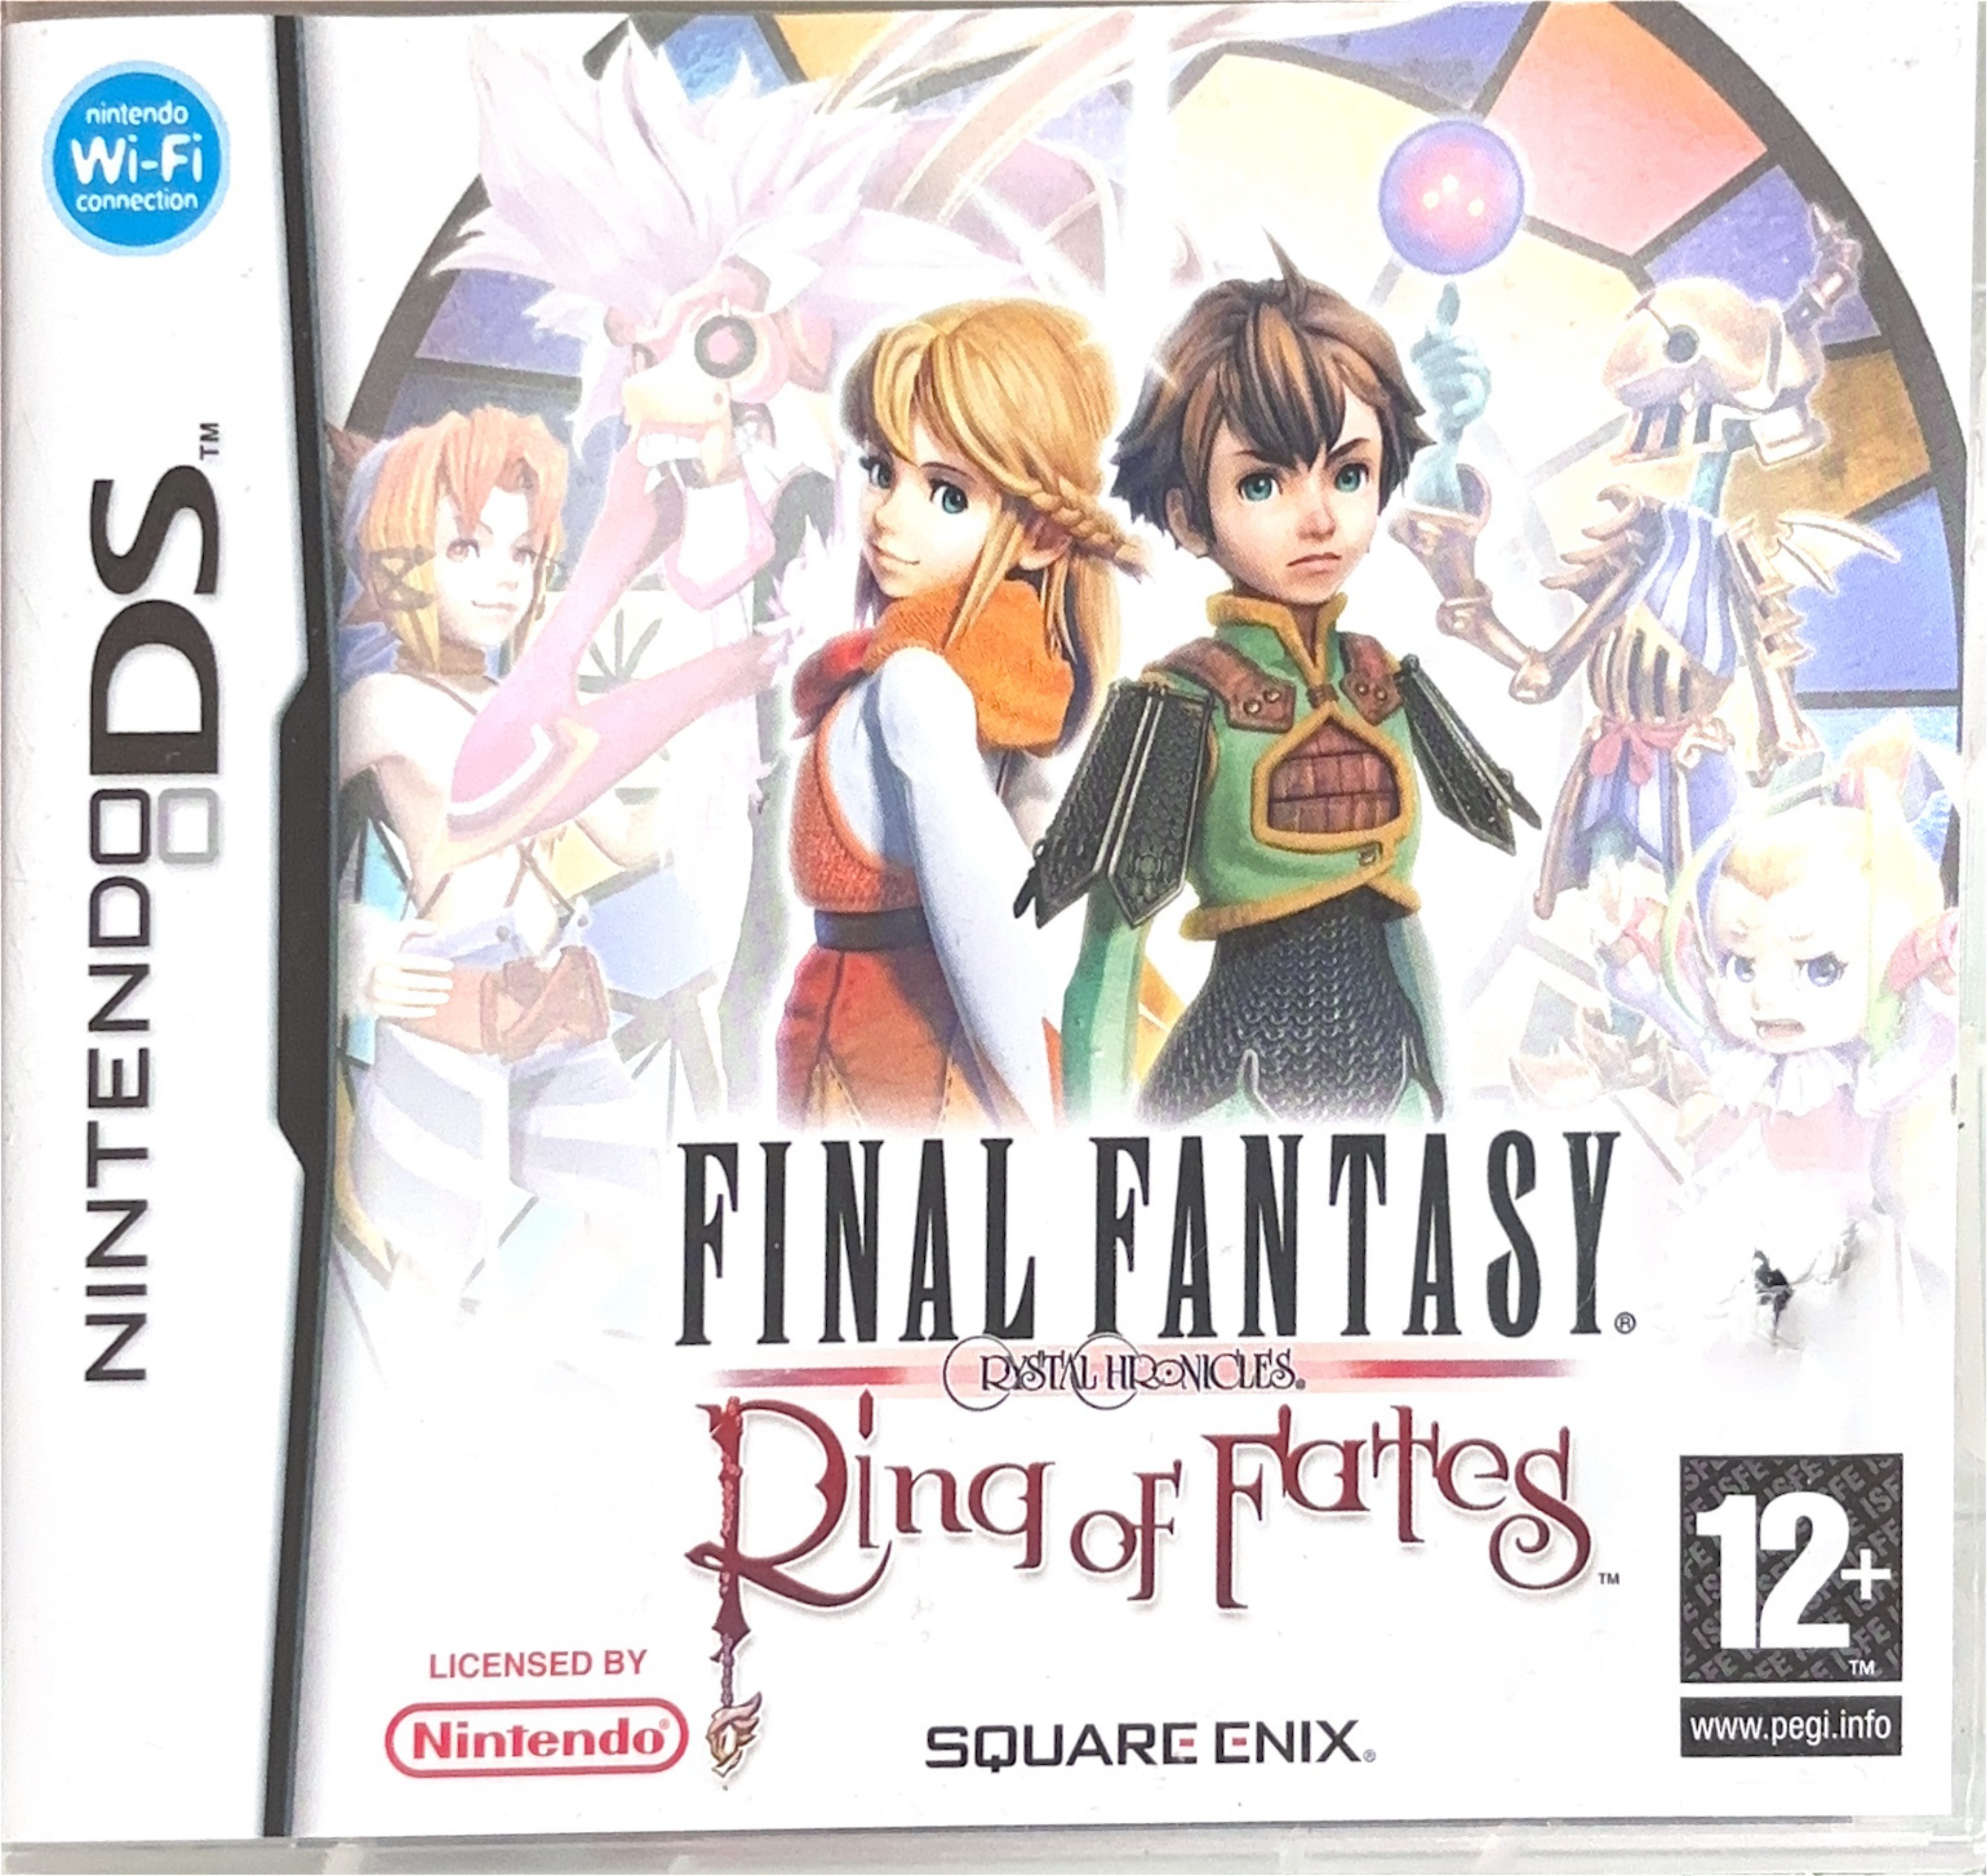 nintendo
Wi-Fi
connection
NINTENDO DS™
FINAL FANTASY®
CRYSTAL CHRONICLES®
Ring of Fates™
LICENSED BY
Nintendo®
SQUARE ENIX®
12+™
www.pegi.info